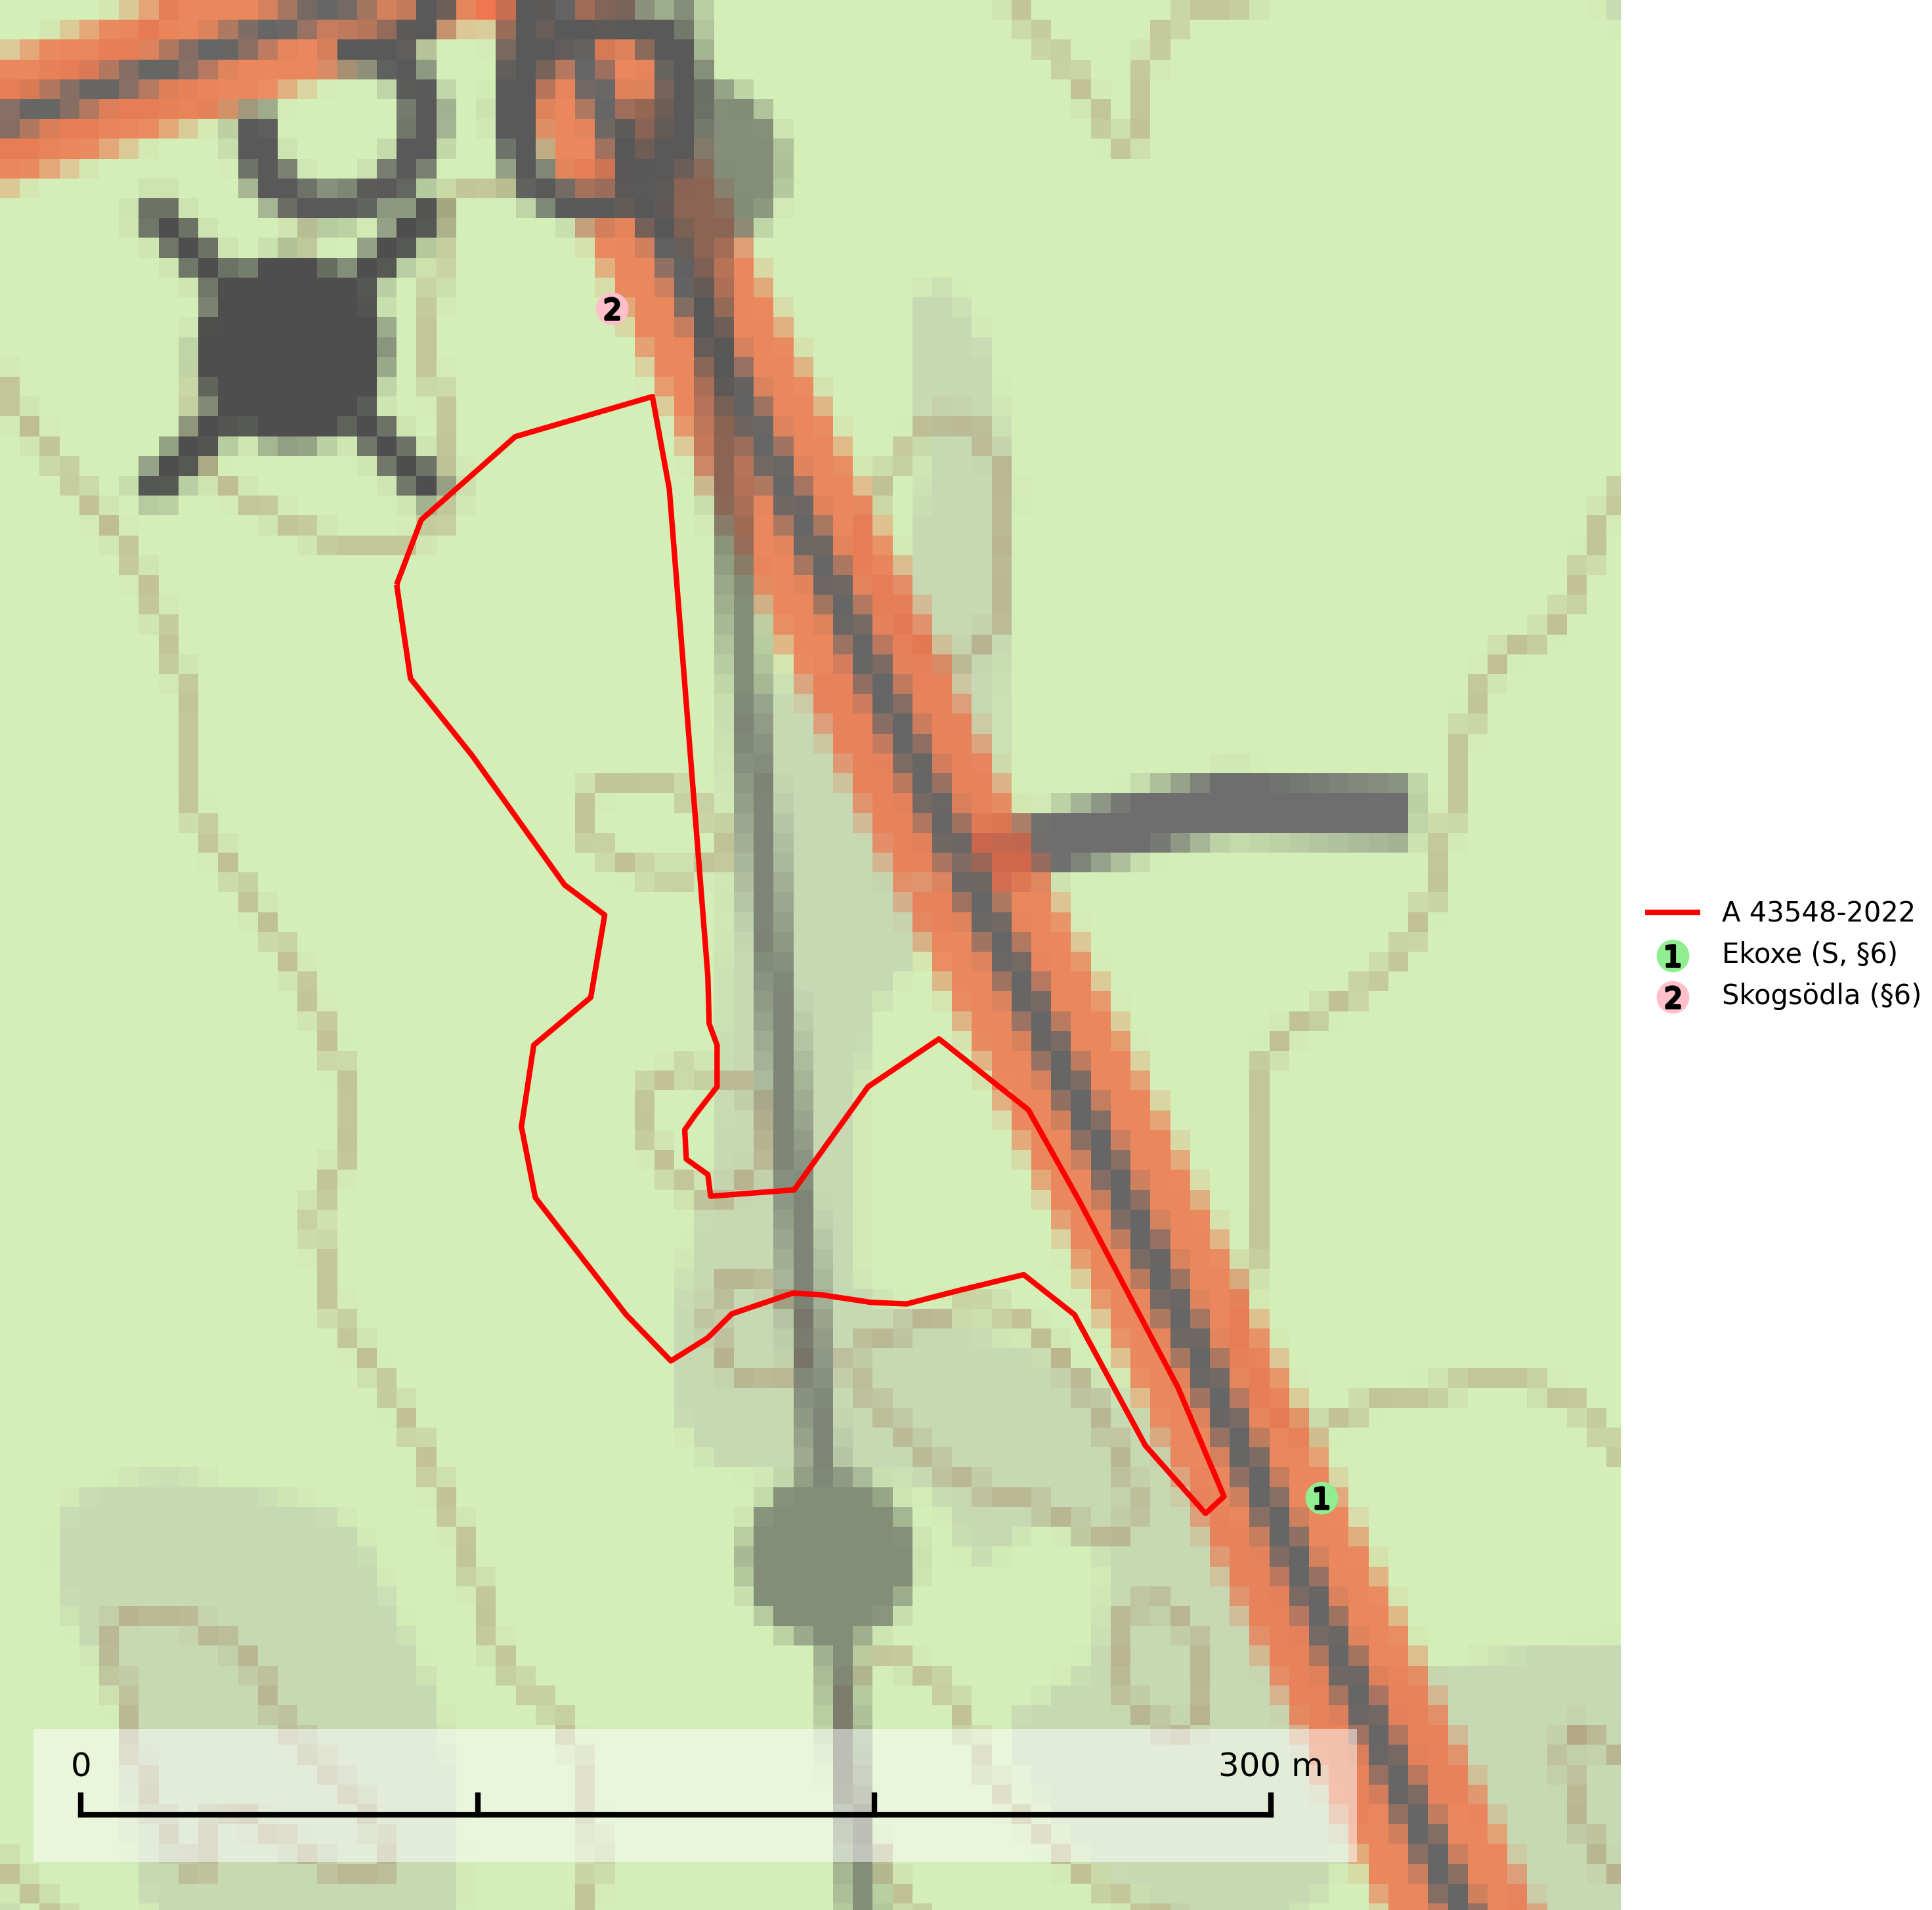 2
1
A 43548-2022
1 Ekoxe (S, §6)
2 Skogsödla (§6)
0 300 m